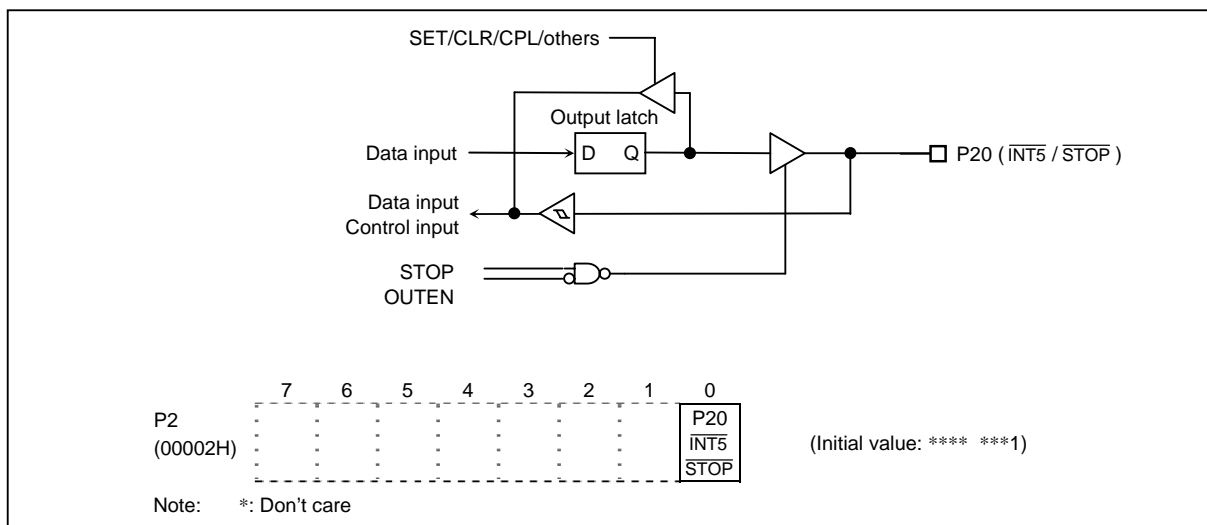 SET/CLR/CPL/others
Output latch
Data input
D Q
P20 ( INT5 / STOP )
Data input
Control input
STOP
OUTEN
7 6 5 4 3 2 1 0
P2
(00002H)
P20
INT5
STOP
(Initial value: **** ***1)
Note: *: Don't care